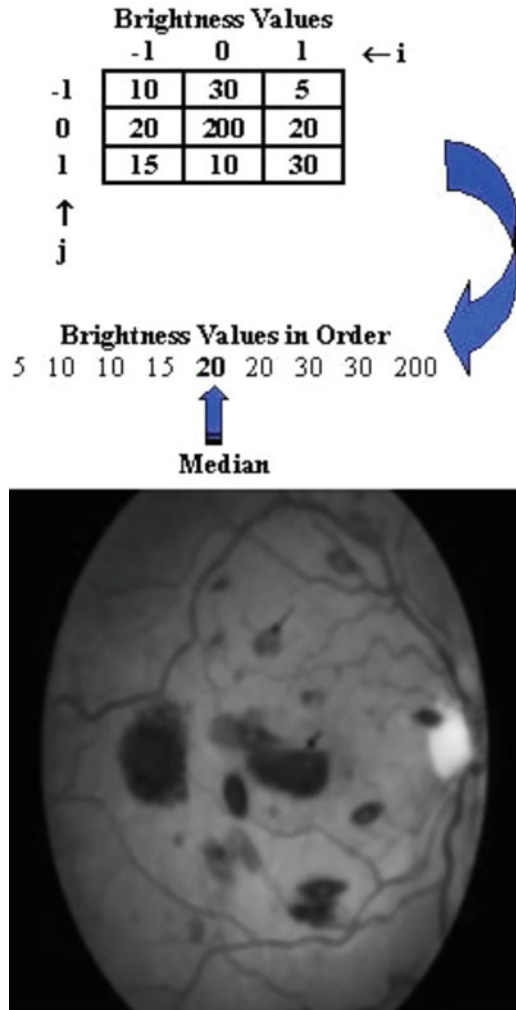 Brightness Values
-1 0 1 ← i
-1 10 30 5
0 20 200 20
1 15 10 30
↑
j
Brightness Values in Order
5 10 10 15 20 20 30 30 200
Median